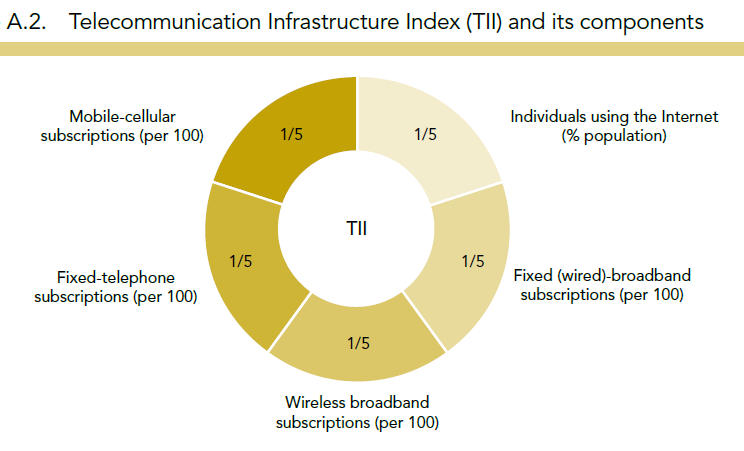 A.2. Telecommunication Infrastructure Index (TII) and its components
Mobile-cellular
subscriptions (per 100)
1/5
1/5
Individuals using the Internet
(% population)
TII
Fixed-telephone
subscriptions (per 100)
1/5
1/5
Fixed (wired)-broadband
subscriptions (per 100)
1/5
Wireless broadband
subscriptions (per 100)